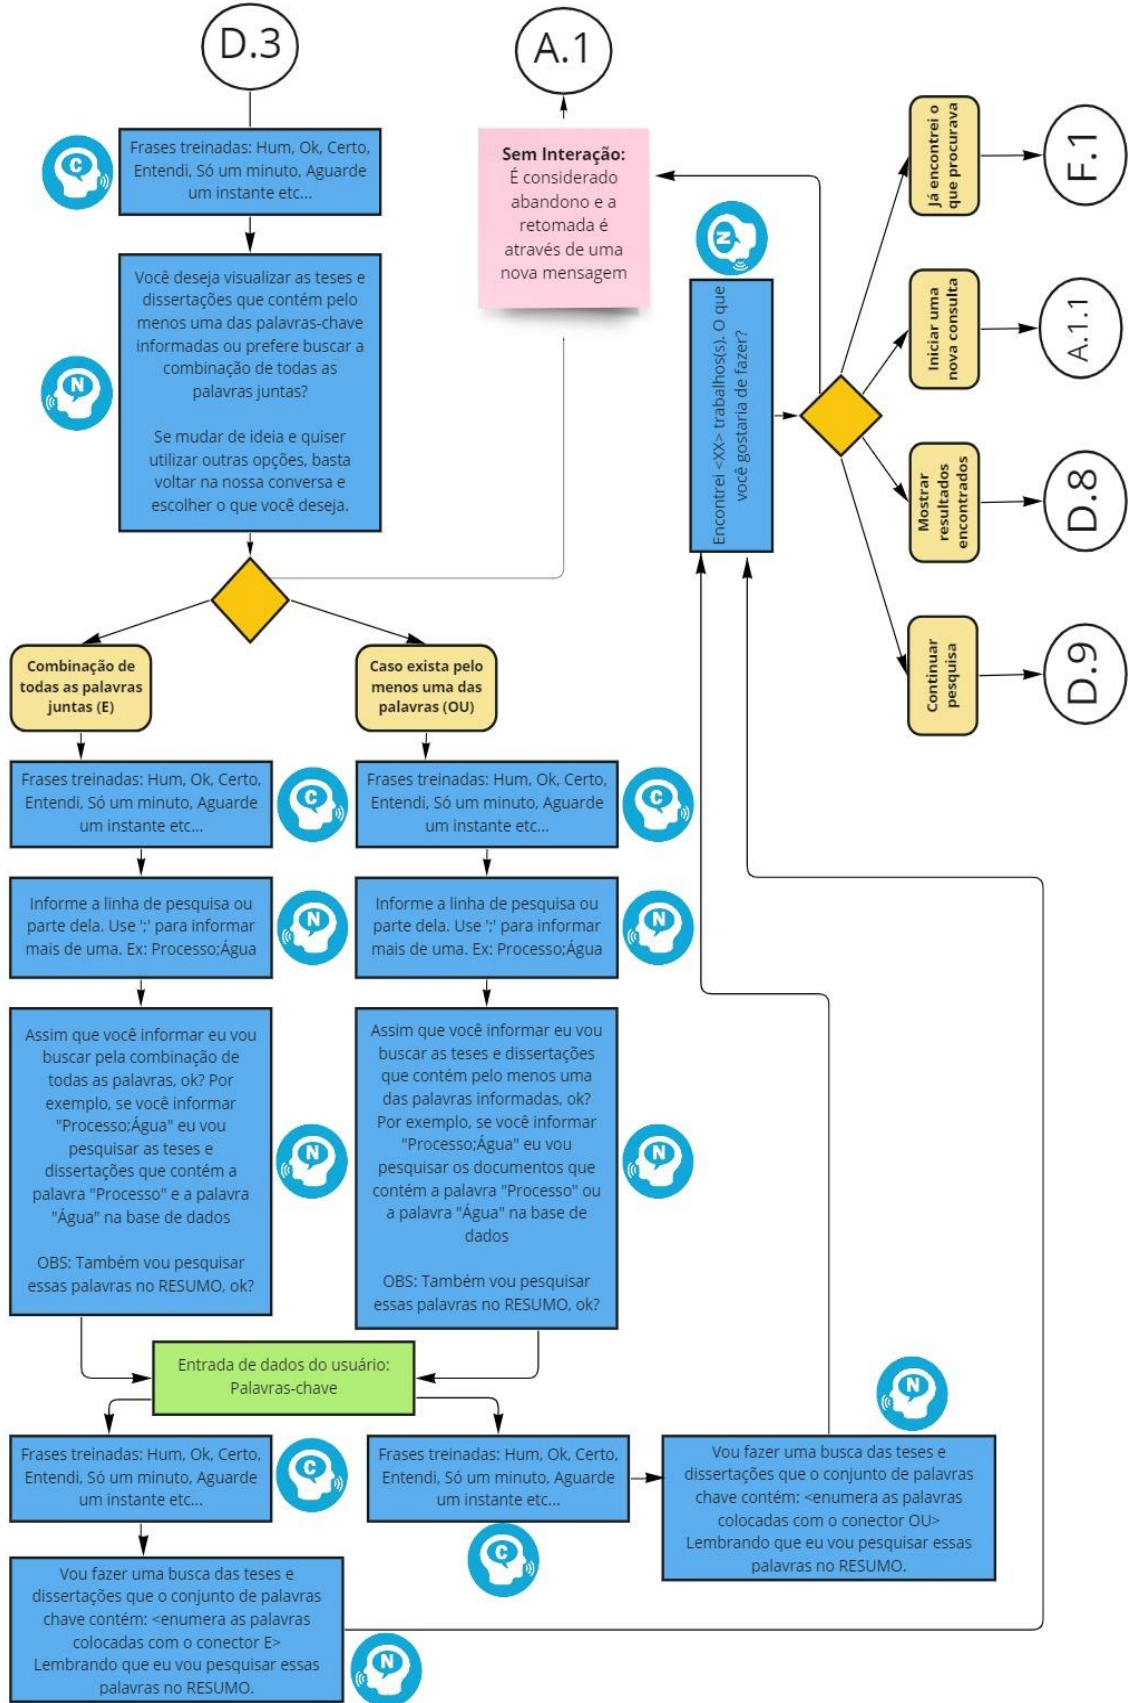 D.3
A.1
C
Frases treinadas: Hum, Ok, Certo,
Entendi, Só um minuto, Aguarde
um instante etc...
N
Você deseja visualizar as teses e
dissertações que contém pelo
menos uma das palavras-chave
informadas ou prefere buscar a
combinação de todas as
palavras juntas?
Se mudar de ideia e quiser
utilizar outras opções, basta
voltar na nossa conversa e
escolher o que você deseja.
Sem Interação:
É considerado
abandono e a
retomada é
através de uma
nova mensagem
N
Encontrei <XX> trabalhos(s). O que
você gostaria de fazer?
Já encontrei o
que procurava
F.1
Iniciar uma
nova consulta
A.1.1
Mostrar
resultados
encontrados
D.8
Continuar
pesquisa
D.9
Combinação de
todas as palavras
juntas (E)
Caso exista pelo
menos uma das
palavras (OU)
Frases treinadas: Hum, Ok, Certo,
Entendi, Só um minuto, Aguarde
um instante etc...
C
Frases treinadas: Hum, Ok, Certo,
Entendi, Só um minuto, Aguarde
um instante etc...
C
Informe a linha de pesquisa ou
parte dela. Use ';' para informar
mais de uma. Ex: Processo;Água
N
Informe a linha de pesquisa ou
parte dela. Use ';' para informar
mais de uma. Ex: Processo;Água
N
Assim que você informar eu vou
buscar pela combinação de
todas as palavras, ok? Por
exemplo, se você informar
"Processo;Água" eu vou
pesquisar as teses e
dissertações que contém a
palavra "Processo" e a palavra
"Água" na base de dados
OBS: Também vou pesquisar
essas palavras no RESUMO, ok?
N
Assim que você informar eu vou
buscar as teses e dissertações
que contém pelo menos uma
das palavras informadas, ok?
Por exemplo, se você informar
"Processo;Água" eu vou
pesquisar os documentos que
contém a palavra "Processo" ou
a palavra "Água" na base de
dados
OBS: Também vou pesquisar
essas palavras no RESUMO, ok?
N
Entrada de dados do usuário:
Palavras-chave
Frases treinadas: Hum, Ok, Certo,
Entendi, Só um minuto, Aguarde
um instante etc...
C
Frases treinadas: Hum, Ok, Certo,
Entendi, Só um minuto, Aguarde
um instante etc...
C
N
Vou fazer uma busca das teses e
dissertações que o conjunto de palavras
chave contém: <enumera as palavras
colocadas com o conector OU>
Lembrando que eu vou pesquisar essas
palavras no RESUMO.
Vou fazer uma busca das teses e
dissertações que o conjunto de palavras
chave contém: <enumera as palavras
colocadas com o conector E>
Lembrando que eu vou pesquisar essas
palavras no RESUMO.
N